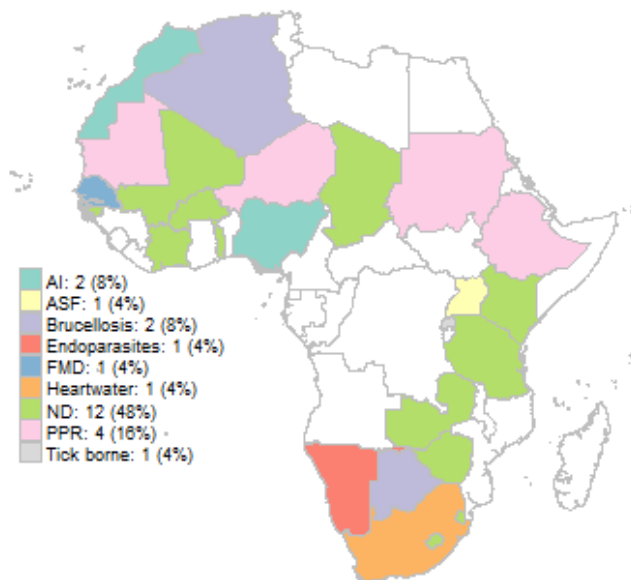 AI: 2 (8%)
ASF: 1 (4%)
Brucellosis: 2 (8%)
Endoparasites: 1 (4%)
FMD: 1 (4%)
Heartwater: 1 (4%)
ND: 12 (48%)
PPR: 4 (16%)
Tick borne: 1 (4%)